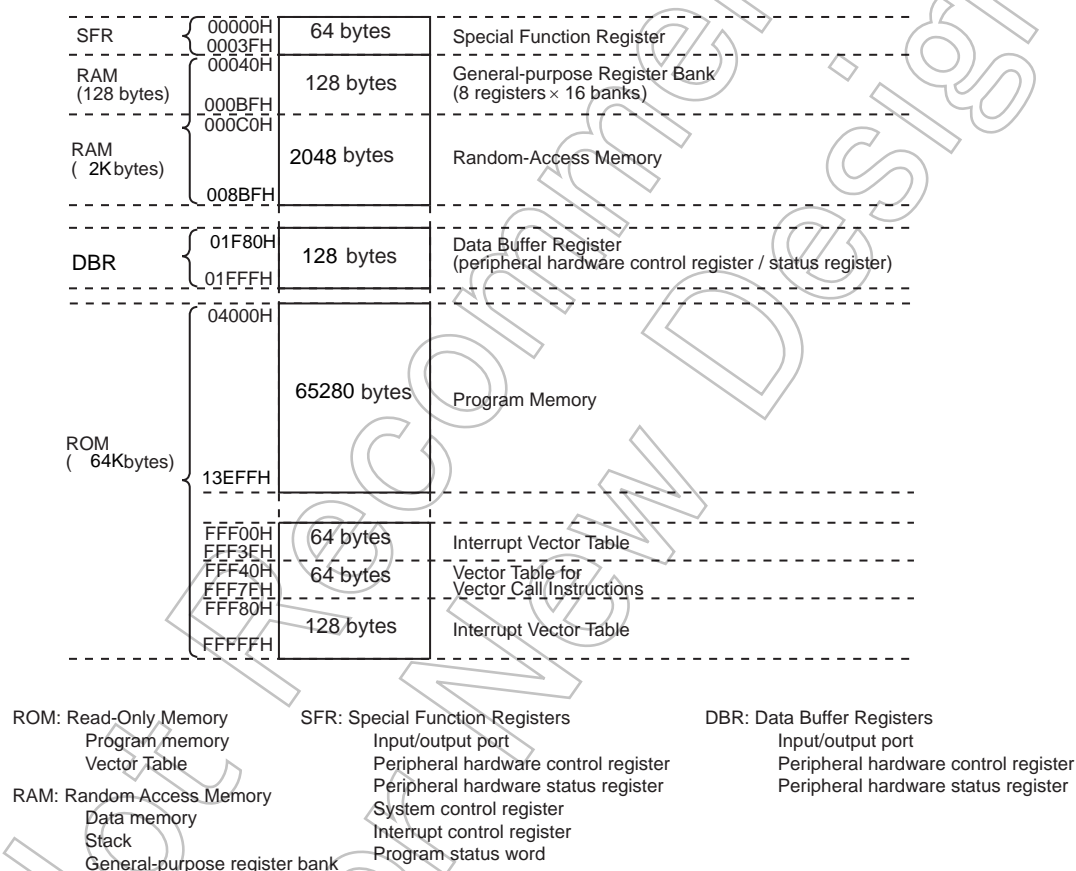 SFR 00000H 64 bytes Special Function Register
0003FH
RAM 00040H 128 bytes General-purpose Register Bank
(128 bytes) (8 registers × 16 banks)
000BFH
000C0H
RAM 2048 bytes Random-Access Memory
( 2Kbytes)
008BFH
DBR 01F80H 128 bytes Data Buffer Register
(peripheral hardware control register / status register)
01FFFH
04000H
65280 bytes Program Memory
ROM
( 64Kbytes)
13EFFH
FFF00H 64 bytes Interrupt Vector Table
FFF3FH
FFF40H 64 bytes Vector Table for
FFF7FH Vector Call Instructions
FFF80H
128 bytes Interrupt Vector Table
FFFFFH
ROM: Read-Only Memory
Program memory
Vector Table
RAM: Random Access Memory
Data memory
Stack
General-purpose register bank
SFR: Special Function Registers
Input/output port
Peripheral hardware control register
Peripheral hardware status register
System control register
Interrupt control register
Program status word
DBR: Data Buffer Registers
Input/output port
Peripheral hardware control register
Peripheral hardware status register
Not Recommen
for New Desig